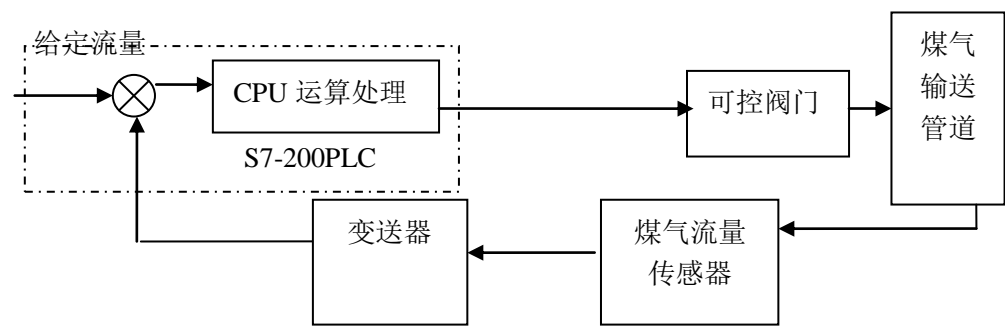 给定流量
CPU 运算处理
S7-200PLC
可控阀门
煤气
输送
管道
变送器
煤气流量
传感器